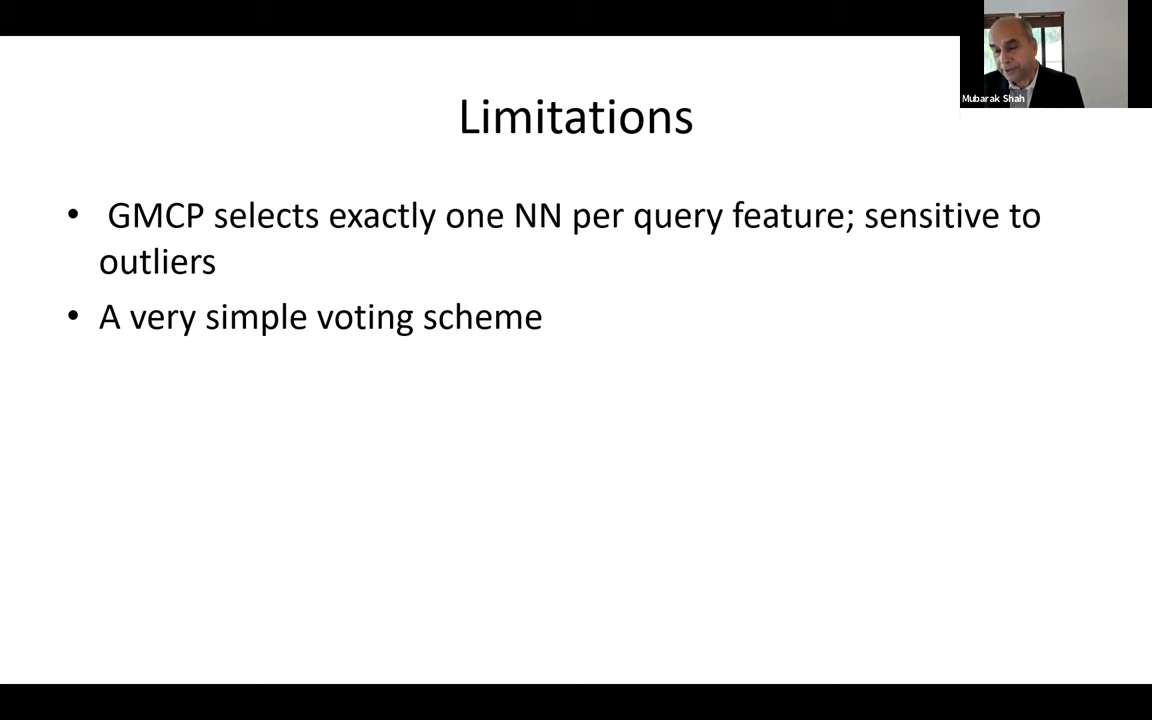 Mubarak Shah
Limitations
• GMCP selects exactly one NN per query feature; sensitive to
outliers
• A very simple voting scheme